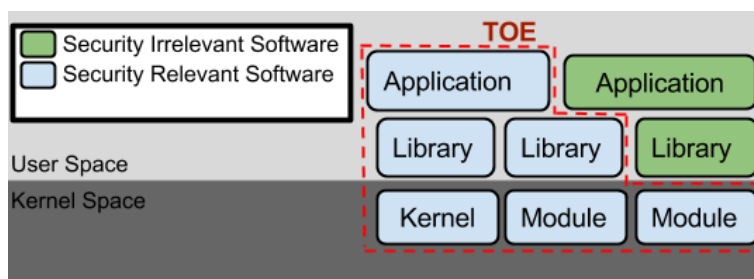 TOE
Security Irrelevant Software
Security Relevant Software
Application
Application
Library
Library
Library
User Space
Kernel Space
Kernel
Module
Module